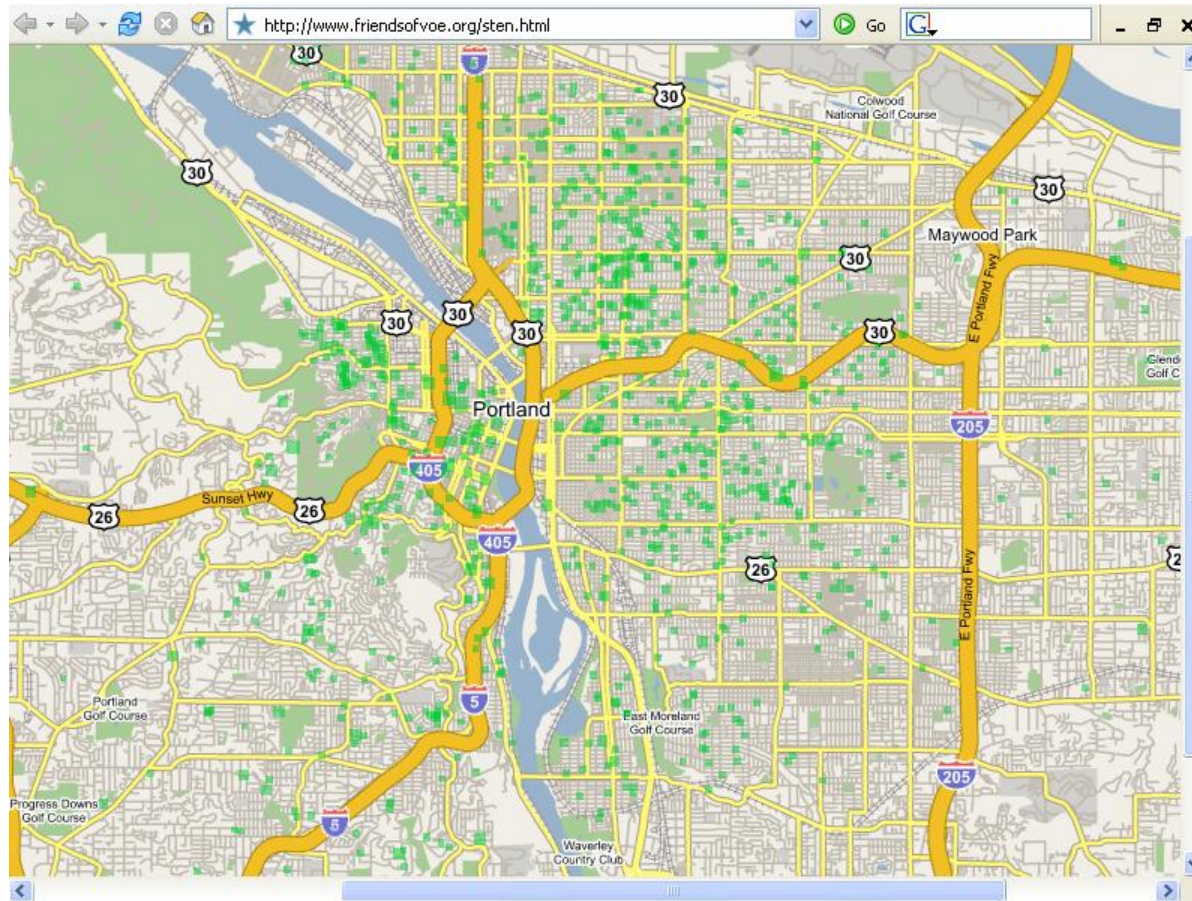 http://www.friendsofvoe.org/sten.html
Go
G
30
5
30
Colwood
National Golf Course
30
30
Maywood Park
30
E Portland Fwy
30
30
30
30
Glend
Golf C
Portland
205
405
Sunset Hwy
26
26
405
26
2
E Portland Fwy
5
Portland
Golf Course
East Moreland
Golf Course
205
Progress Downs
Golf Course
5
Waverley
Country Club